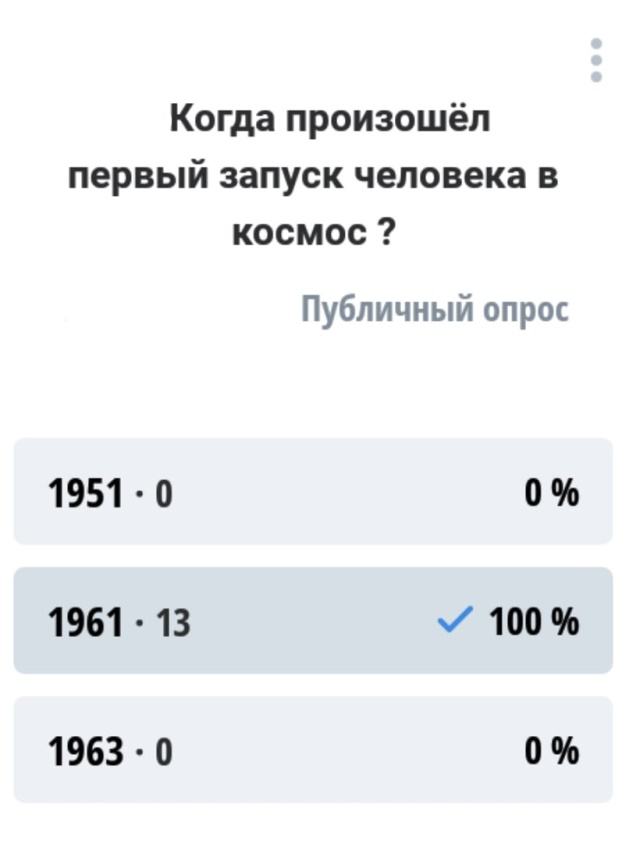 Когда произошёл
первый запуск человека в
космос ?
Публичный опрос
1951 · 0 0 %
1961 · 13 100 %
1963 · 0 0 %